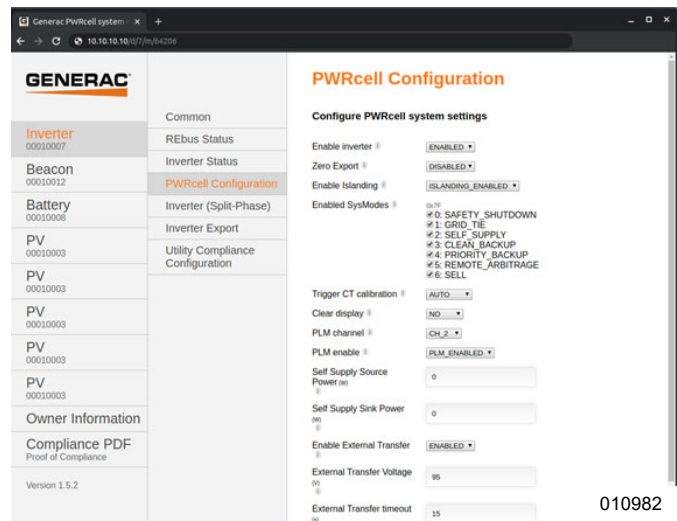 Generac PWRcell system
10.10.10.10/d/7/m/64206
GENERAC
Inverter
00010007
Beacon
00010012
Battery
00010008
PV
00010003
PV
00010003
PV
00010003
PV
00010003
PV
00010003
Owner Information
Compliance PDF
Proof of Compliance
Version 1.5.2
Common
REbus Status
Inverter Status
PWRcell Configuration
Inverter (Split-Phase)
Inverter Export
Utility Compliance
Configuration
PWRcell Configuration
Configure PWRcell system settings
Enable inverter ENABLED
Zero Export DISABLED
Enable Islanding ISLANDING_ENABLED
Enabled SysModes 0x7F
0: SAFETY_SHUTDOWN
1: GRID_TIE
2: SELF_SUPPLY
3: CLEAN_BACKUP
4: PRIORITY_BACKUP
5: REMOTE_ARBITRAGE
6: SELL
Trigger CT calibration AUTO
Clear display NO
PLM channel CH_2
PLM enable PLM_ENABLED
Self Supply Source
Power (W) 0
Self Supply Sink Power
(W) 0
Enable External Transfer ENABLED
External Transfer Voltage
(V) 95
External Transfer timeout
15
010982